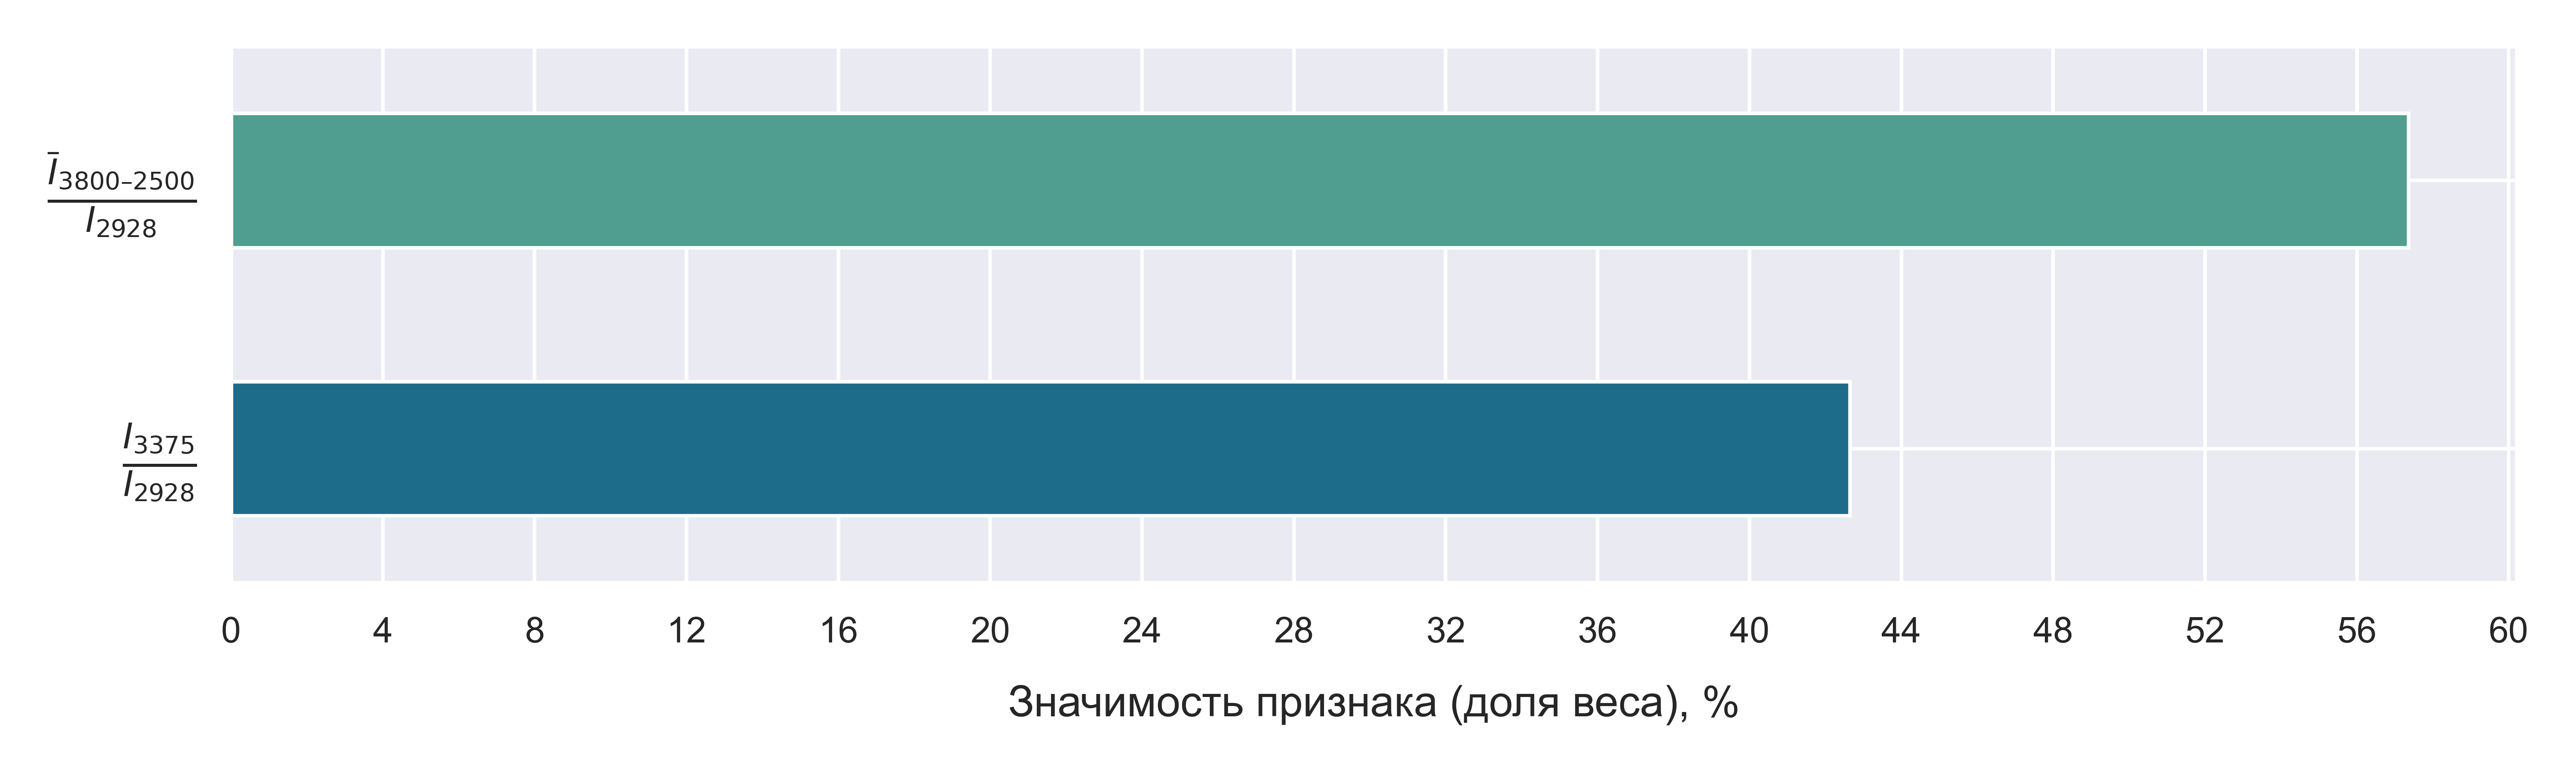 Ī3800–2500
I2928
I3375
I2928
0 4 8 12 16 20 24 28 32 36 40 44 48 52 56 60
Значимость признака (доля веса), %